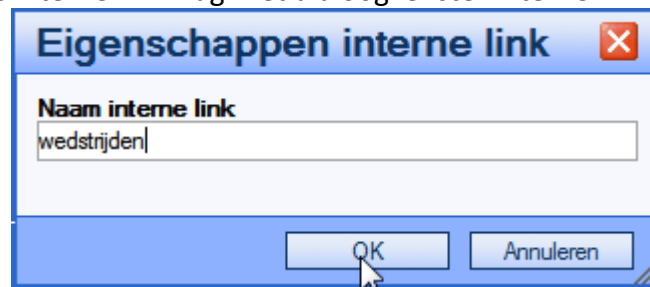 Eigenschappen interne link
Naam interne link
wedstrijden
OK
Annuleren